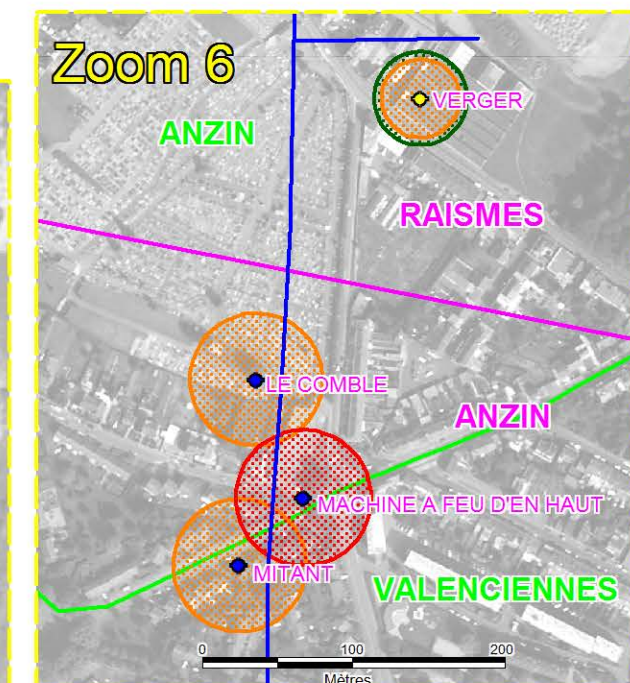 Zoom 6
VERGER
ANZIN
RAISMES
LE COMBLE
ANZIN
MACHINE A FEU D'EN HAUT
MITANT
VALENCIENNES
0 100 200
Mètres